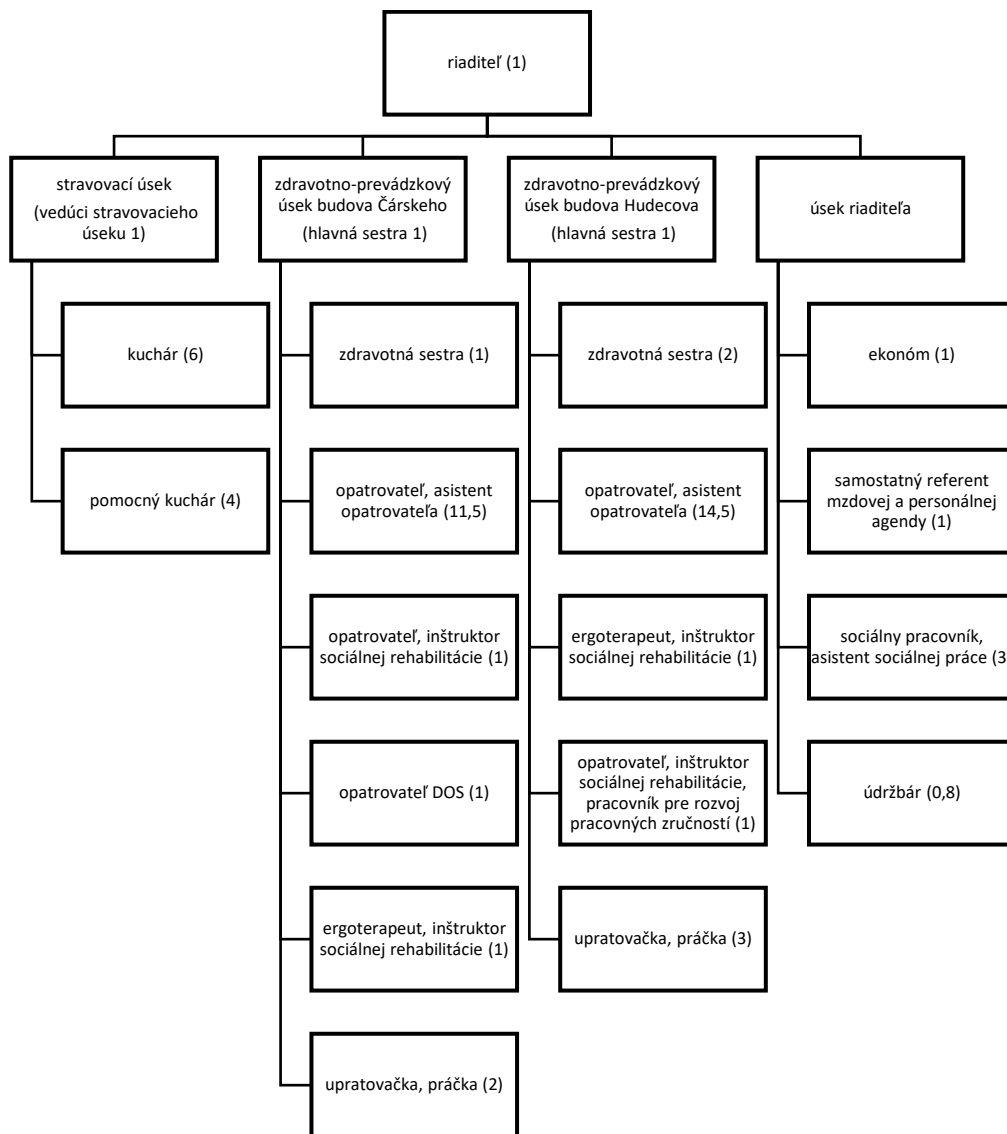 riaditeľ (1)
stravovací úsek
(vedúci stravovacieho
úseku 1)
zdravotno-prevádzkový
úsek budova Čárskeho
(hlavná sestra 1)
zdravotno-prevádzkový
úsek budova Hudecova
(hlavná sestra 1)
úsek riaditeľa
kuchár (6)
pomocný kuchár (4)
zdravotná sestra (1)
opatrovateľ, asistent
opatrovateľa (11,5)
opatrovateľ, inštruktor
sociálnej rehabilitácie (1)
opatrovateľ DOS (1)
ergoterapeut, inštruktor
sociálnej rehabilitácie (1)
upratovačka, práčka (2)
zdravotná sestra (2)
opatrovateľ, asistent
opatrovateľa (14,5)
ergoterapeut, inštruktor
sociálnej rehabilitácie (1)
opatrovateľ, inštruktor
sociálnej rehabilitácie,
pracovník pre rozvoj
pracovných zručností (1)
upratovačka, práčka (3)
ekonóm (1)
samostatný referent
mzdovej a personálnej
agendy (1)
sociálny pracovník,
asistent sociálnej práce (3
údržbár (0,8)